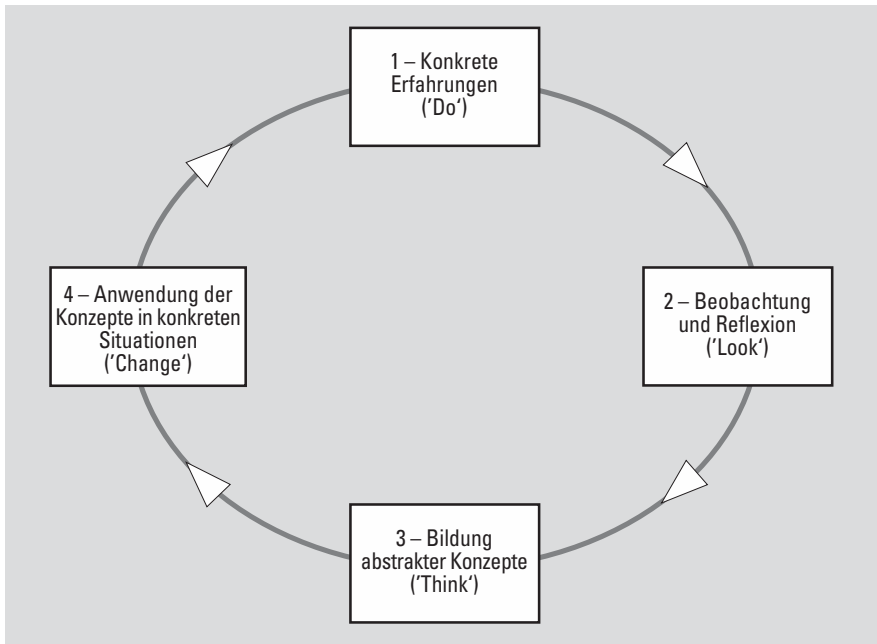 1 – Konkrete
Erfahrungen
('Do‘)
2 – Beobachtung
und Reflexion
('Look‘)
3 – Bildung
abstrakter Konzepte
('Think‘)
4 – Anwendung der
Konzepte in konkreten
Situationen
('Change‘)